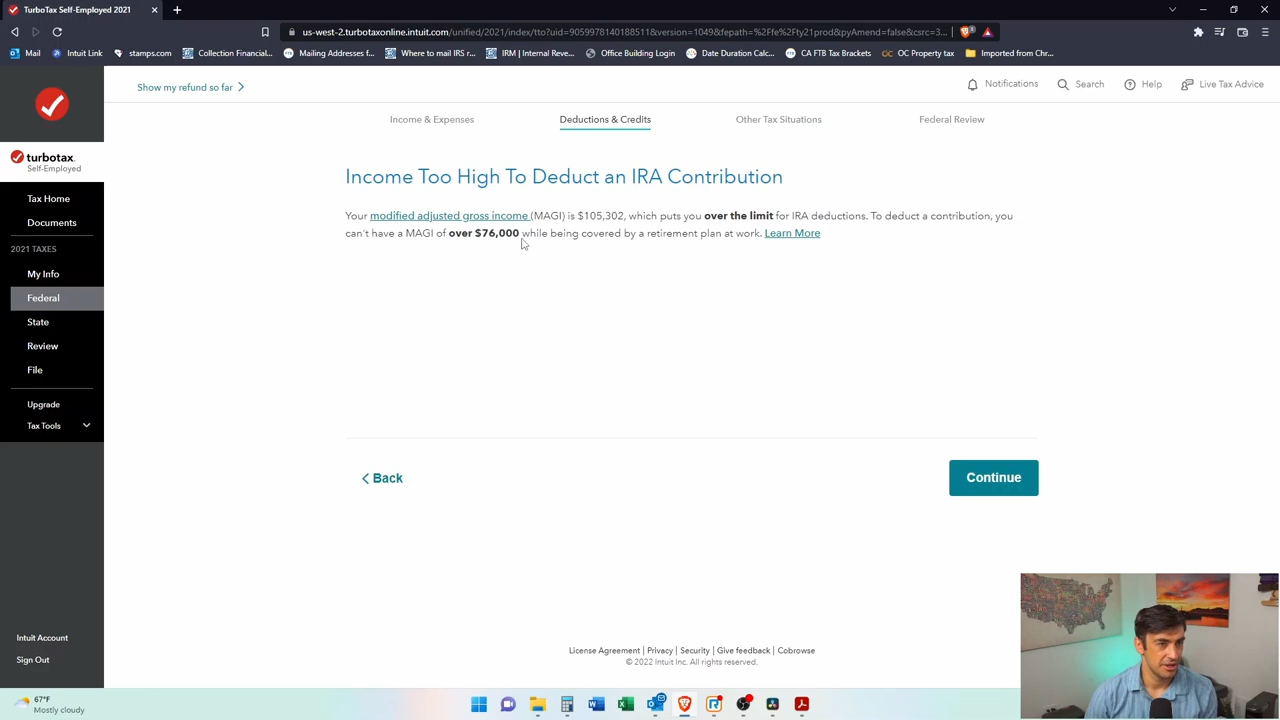 TurboTax Self-Employed 2021
us-west-2.turbotaxonline.intuit.com/unified/2021/index/tto?uid=9059978140188511&version=1049&fepath=%2Ffe%2Fty21prod&pyAmend=false&csrc=3...
Mail
Intuit Link
stamps.com
Collection Financial...
Mailing Addresses f...
Where to mail IRS r...
IRM | Internal Rev...
Office Building Login
Date Duration Calc...
CA FTB Tax Brackets
OC Property tax
Imported from Chr...
Show my refund so far
Notifications
Search
Help
Live Tax Advice
Income & Expenses
Deductions & Credits
Other Tax Situations
Federal Review
turbotax
Self-Employed
Tax Home
Documents
2021 TAXES
My Info
Federal
State
Review
File
Upgrade
Tax Tools
Intuit Account
Sign Out
Income Too High To Deduct an IRA Contribution
Your modified adjusted gross income (MAGI) is $105,302, which puts you over the limit for IRA deductions. To deduct a contribution, you
can't have a MAGI of over $76,000 while being covered by a retirement plan at work. Learn More
Back
Continue
License Agreement | Privacy | Security | Give feedback | Cobrowse
© 2022 Intuit Inc. All rights reserved.
67°F
Mostly cloudy